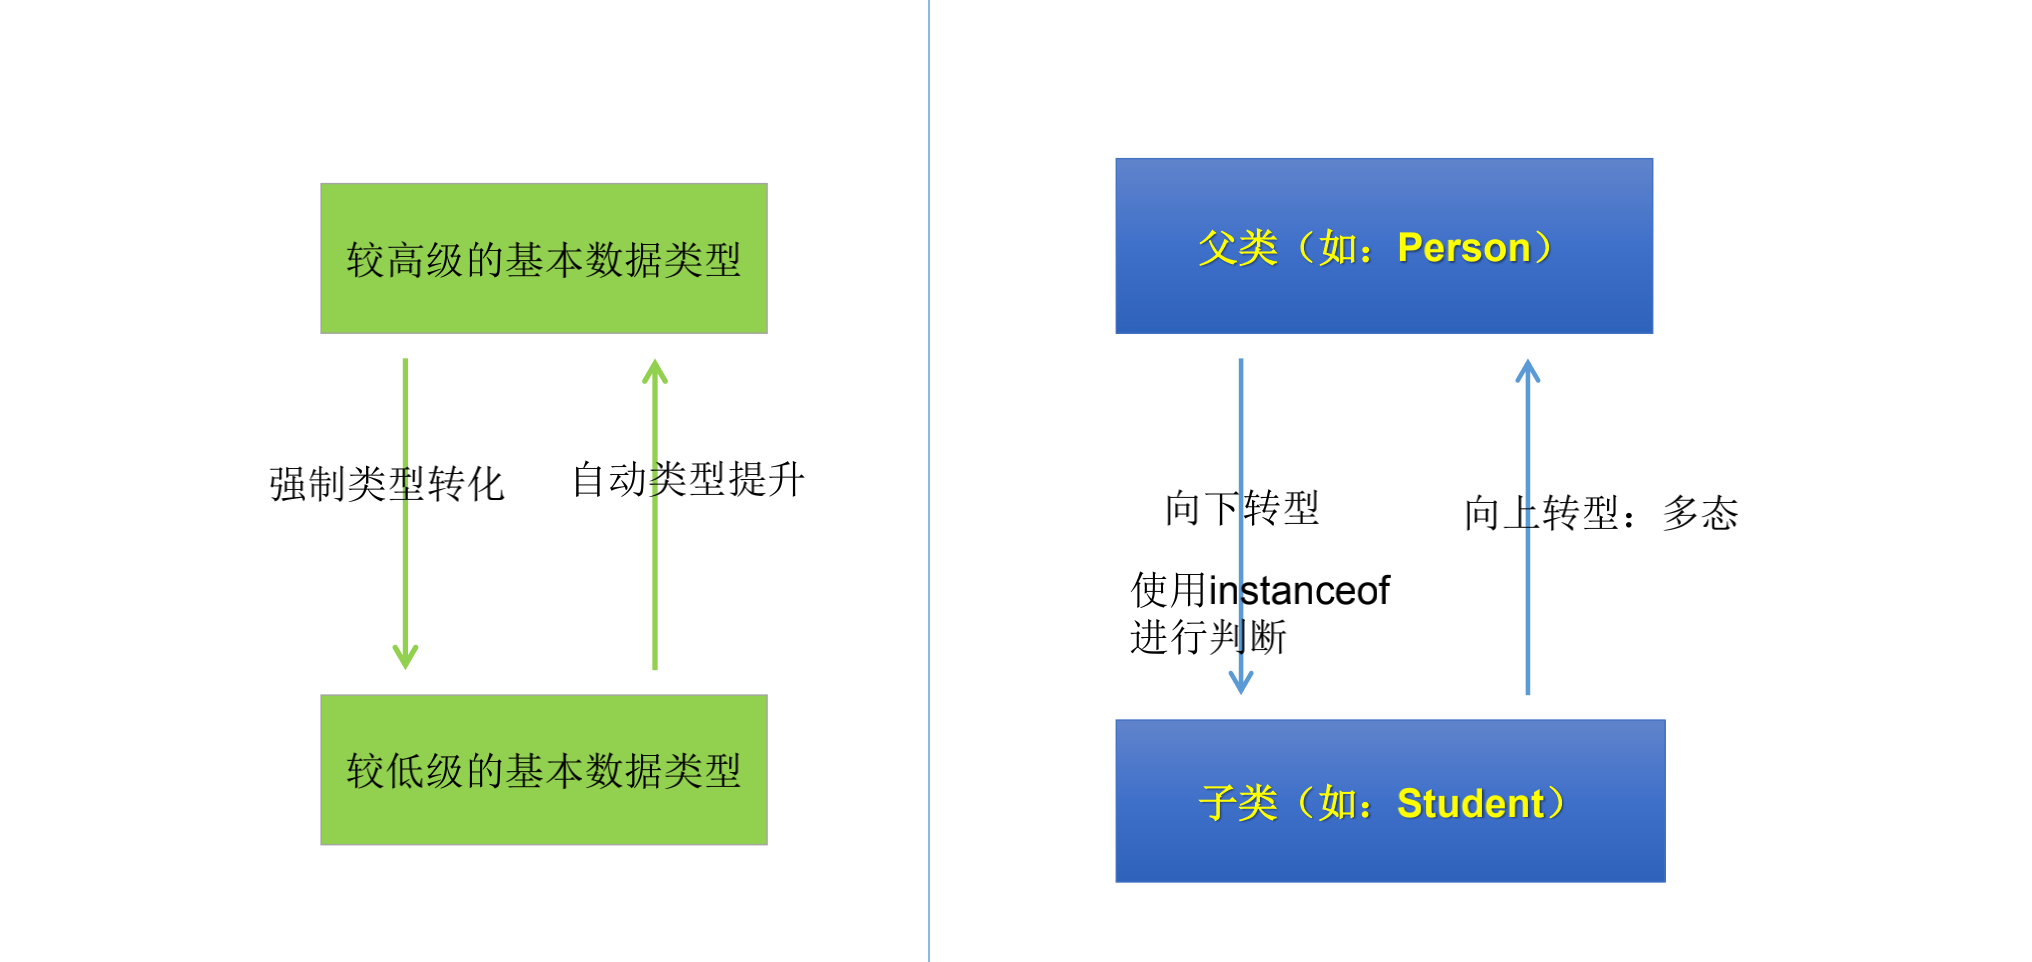 较高级的基本数据类型
强制类型转化
自动类型提升
较低级的基本数据类型
父类（如：Person）
向下转型
向上转型：多态
使用instanceof
进行判断
子类（如：Student）